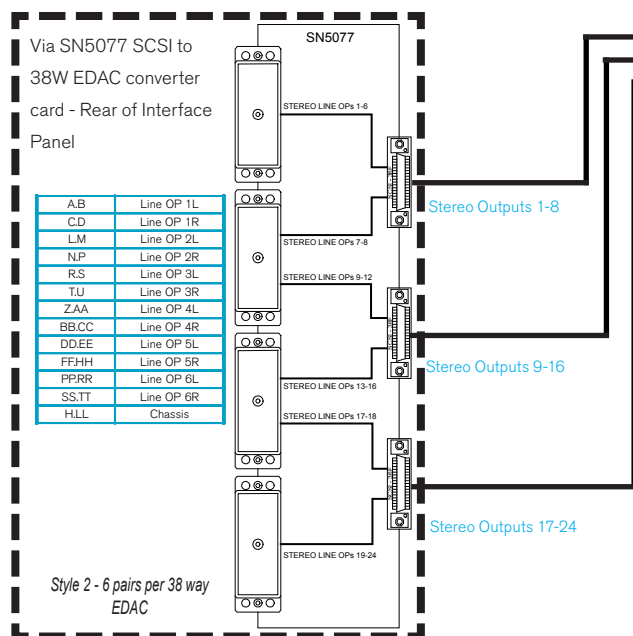 Via SN5077 SCSI to
38W EDAC converter
card - Rear of Interface
Panel
SN5077
STEREO LINE OPs 1-6
STEREO LINE OPs 7-8
STEREO LINE OPs 9-12
STEREO LINE OPs 13-16
STEREO LINE OPs 17-18
STEREO LINE OPs 19-24
Stereo Outputs 1-8
Stereo Outputs 9-16
Stereo Outputs 17-24
A.B Line OP 1L
C.D Line OP 1R
L.M Line OP 2L
N.P Line OP 2R
R.S Line OP 3L
T.U Line OP 3R
Z.AA Line OP 4L
BB.CC Line OP 4R
DD.EE Line OP 5L
FF.HH Line OP 5R
PP.RR Line OP 6L
SS.TT Line OP 6R
H.LL Chassis
Style 2 - 6 pairs per 38 way
EDAC